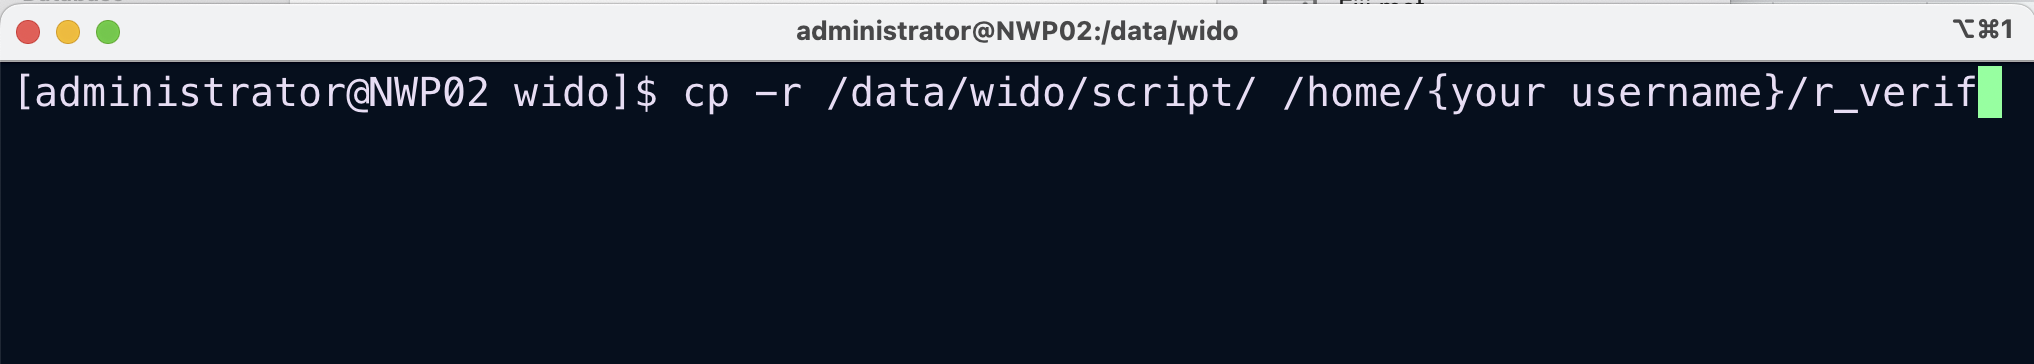 administrator@NWP02:/data/wido
⌥⌘1
[administrator@NWP02 wido]$ cp -r /data/wido/script/ /home/{your username}/r_verif